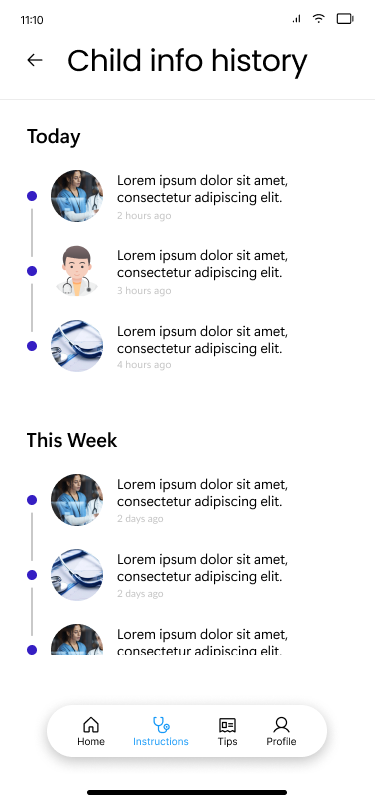 11:10
Child info history
Today
Lorem ipsum dolor sit amet,
consectetur adipiscing elit.
2 hours ago
Lorem ipsum dolor sit amet,
consectetur adipiscing elit.
3 hours ago
Lorem ipsum dolor sit amet,
consectetur adipiscing elit.
4 hours ago
This Week
Lorem ipsum dolor sit amet,
consectetur adipiscing elit.
2 days ago
Lorem ipsum dolor sit amet,
consectetur adipiscing elit.
2 days ago
Lorem ipsum dolor sit amet,
consectetur adipiscing elit.
Home
Instructions
Tips
Profile